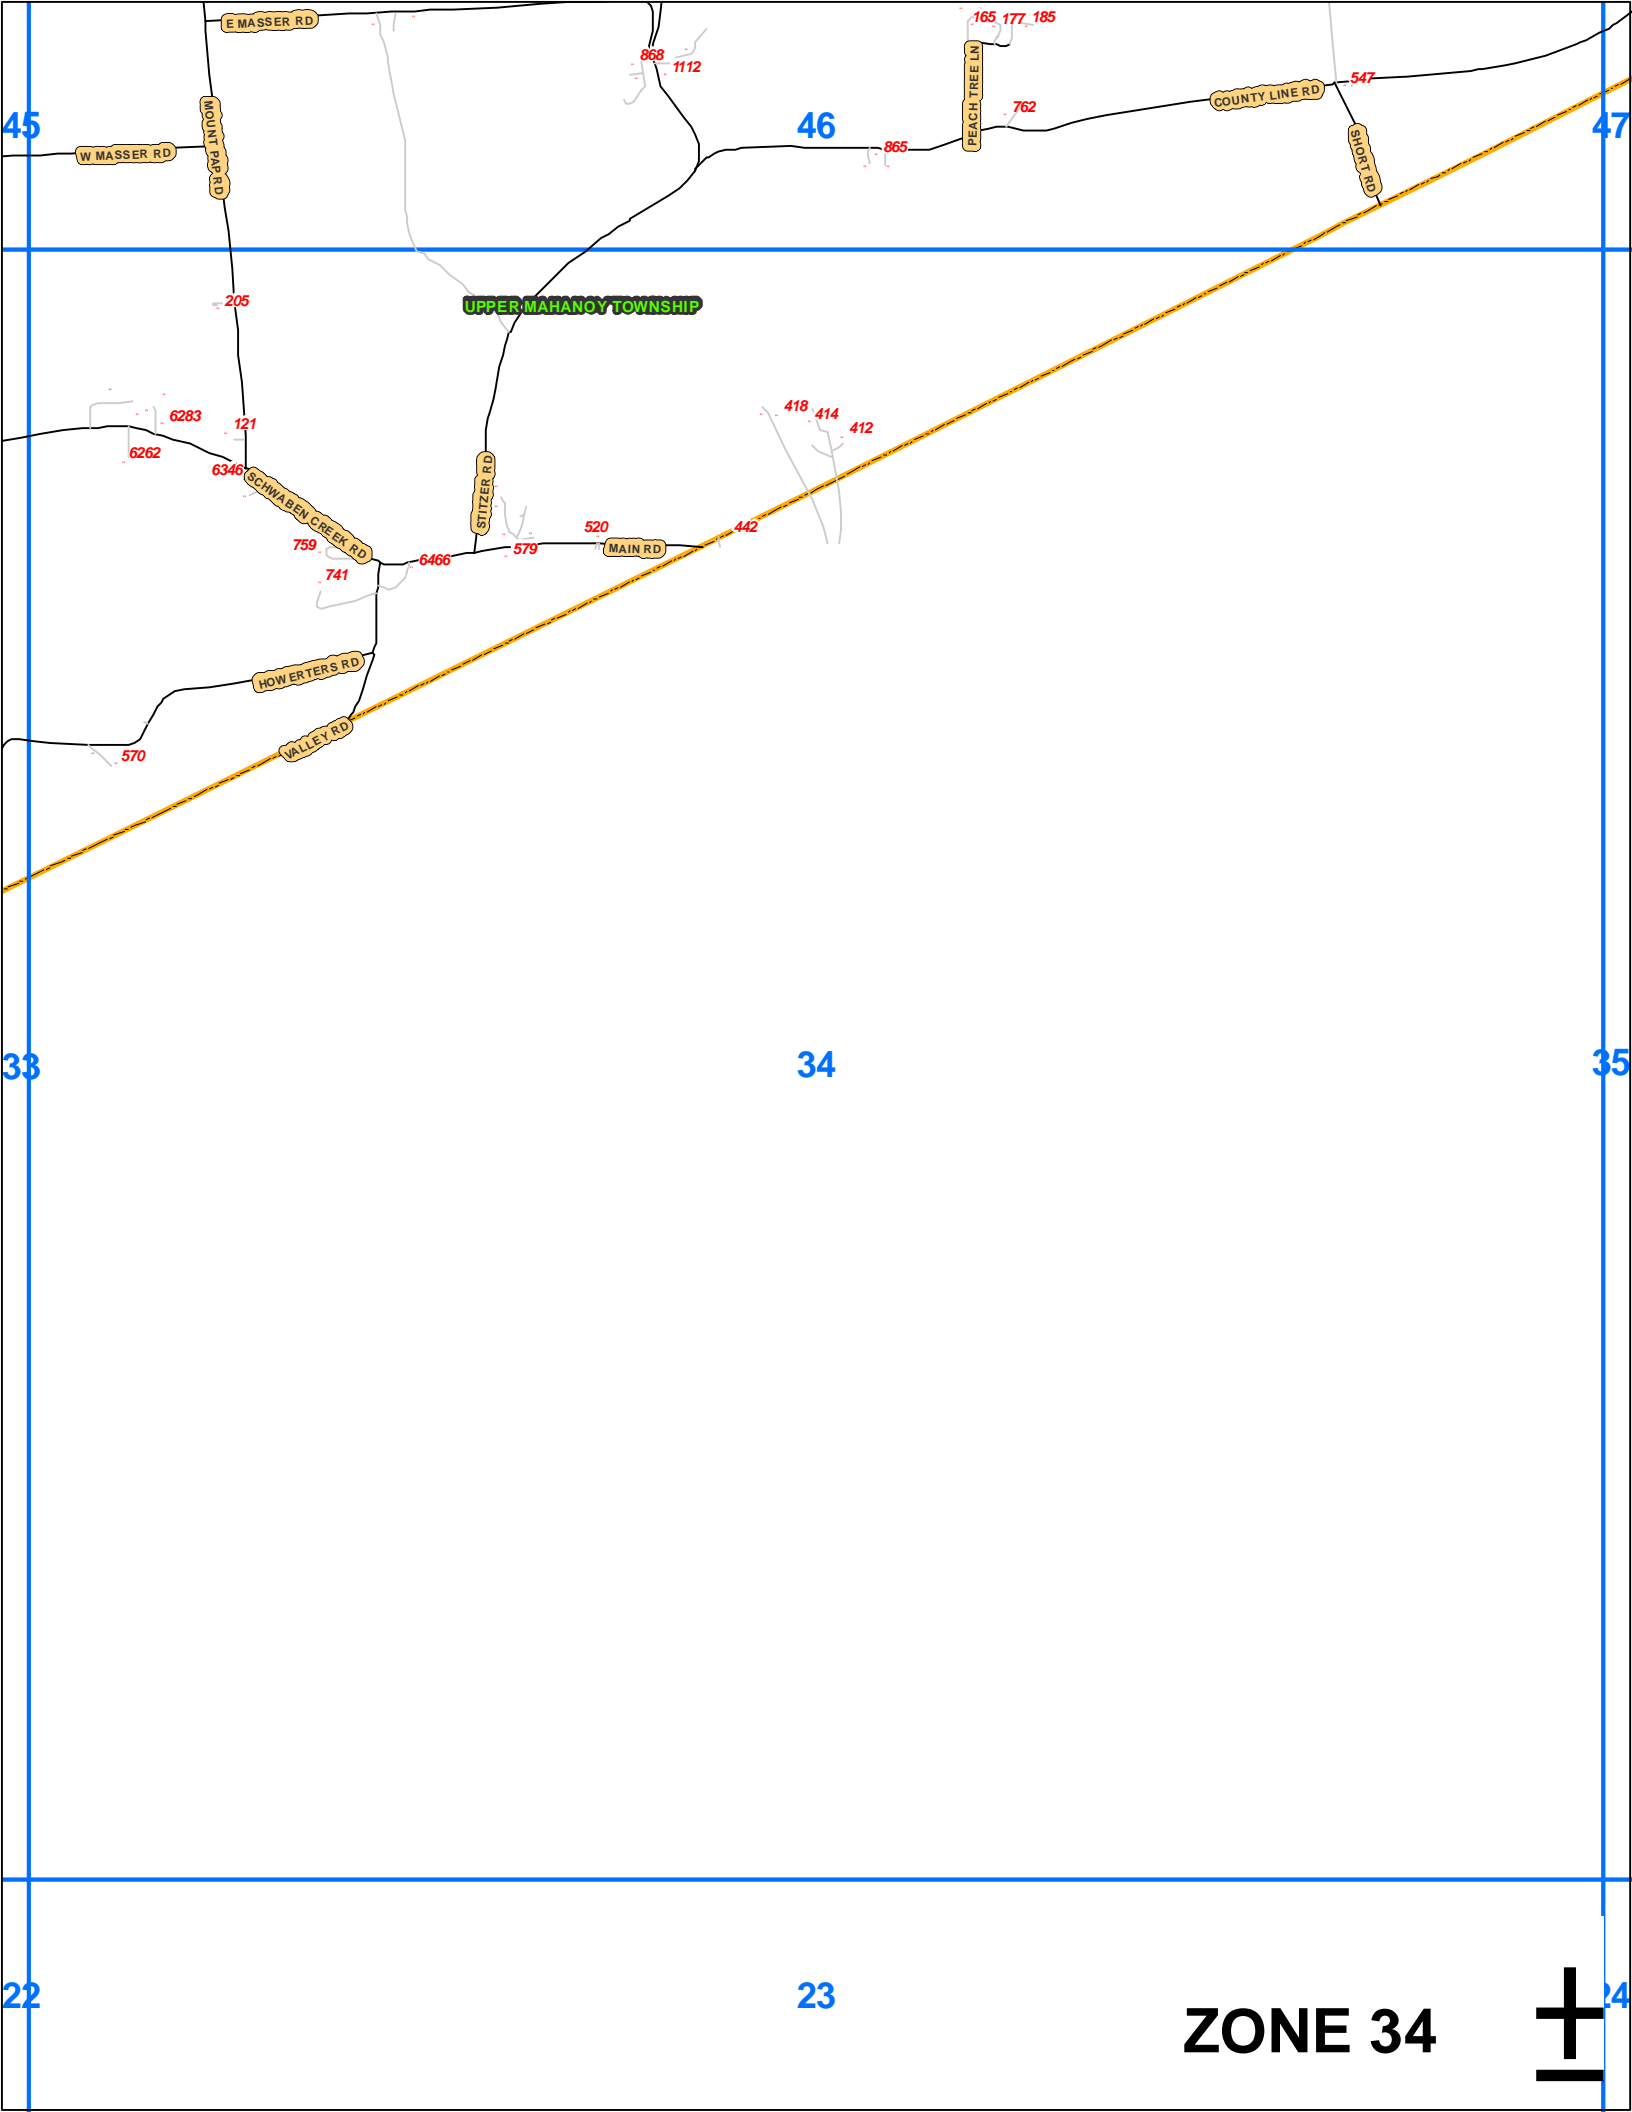 E MASSER RD
165 177 185
868
1112
PEACH TREE LN
547
COUNTY LINE RD
MOUNT PAP RD
762
45
46
47
865
W MASSER RD
SHORT RD
205
UPPER MAHANOY TOWNSHIP
418
414
6283
121
412
6262
6346
SCHWABEN CREEK RD
STITZER RD
520
442
759
579
MAIN RD
6466
741
HOWERTERS RD
VALLEY RD
570
33
34
35
22
23
24
ZONE 34
±